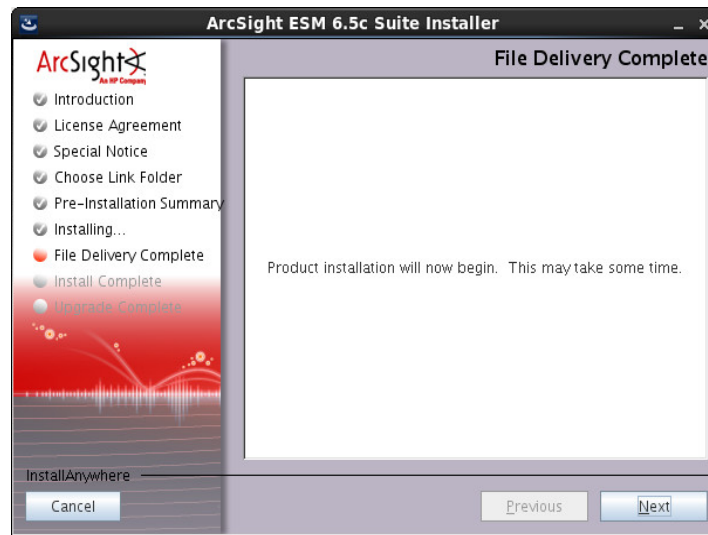 ArcSight ESM 6.5c Suite Installer
ArcSight
An HP Company
File Delivery Complete
Introduction
License Agreement
Special Notice
Choose Link Folder
Pre-Installation Summary
Installing...
File Delivery Complete
Install Complete
Upgrade Complete
Product installation will now begin. This may take some time.
InstallAnywhere
Cancel
Previous
Next